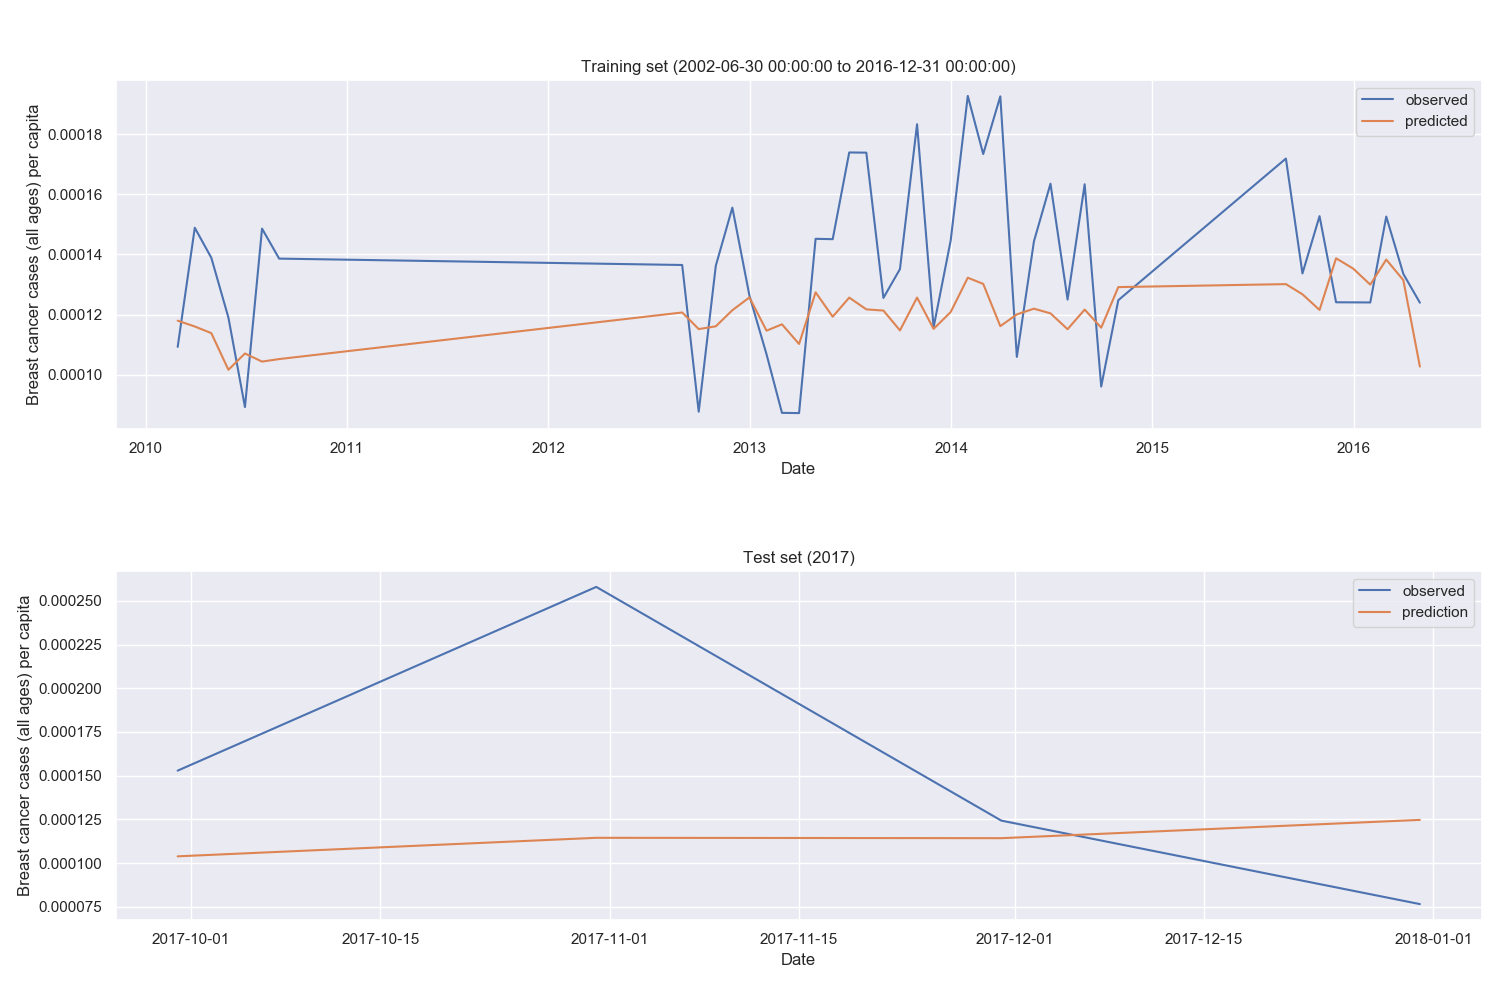 Training set (2002-06-30 00:00:00 to 2016-12-31 00:00:00)
Breast cancer cases (all ages) per capita
0.00018
0.00016
0.00014
0.00012
0.00010
observed
predicted
2010 2011 2012 2013 2014 2015 2016
Date
Test set (2017)
Breast cancer cases (all ages) per capita
0.000250
0.000225
0.000200
0.000175
0.000150
0.000125
0.000100
0.000075
observed
prediction
2017-10-01 2017-10-15 2017-11-01 2017-11-15 2017-12-01 2017-12-15 2018-01-01
Date